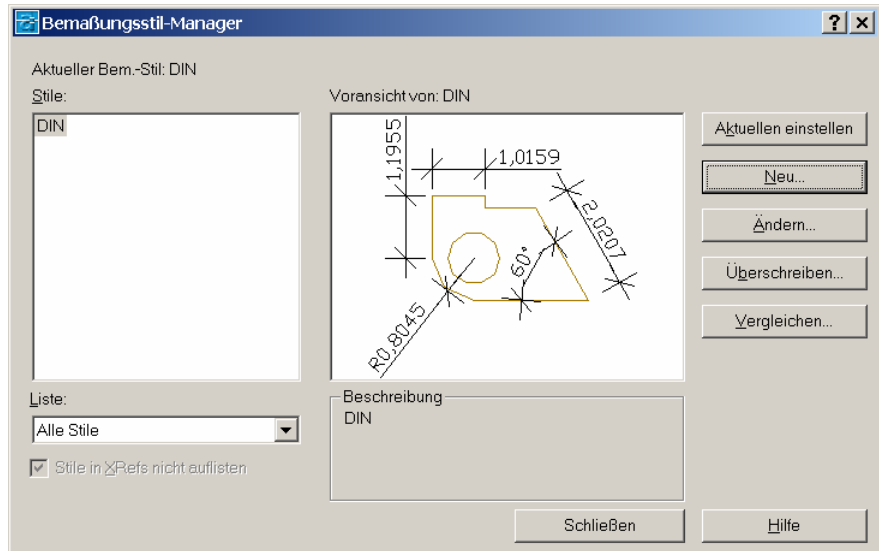 Bemaßungsstil-Manager
Aktueller Bem.-Stil: DIN
Stile:
Voransicht von: DIN
DIN
1,1955
1,0159
2,0207
60°
R0,8045
Aktuellen einstellen
Neu...
Ändern...
Überschreiben...
Vergleichen...
Liste:
Alle Stile
Stile in XRefs nicht auflisten
Beschreibung
DIN
Schließen
Hilfe